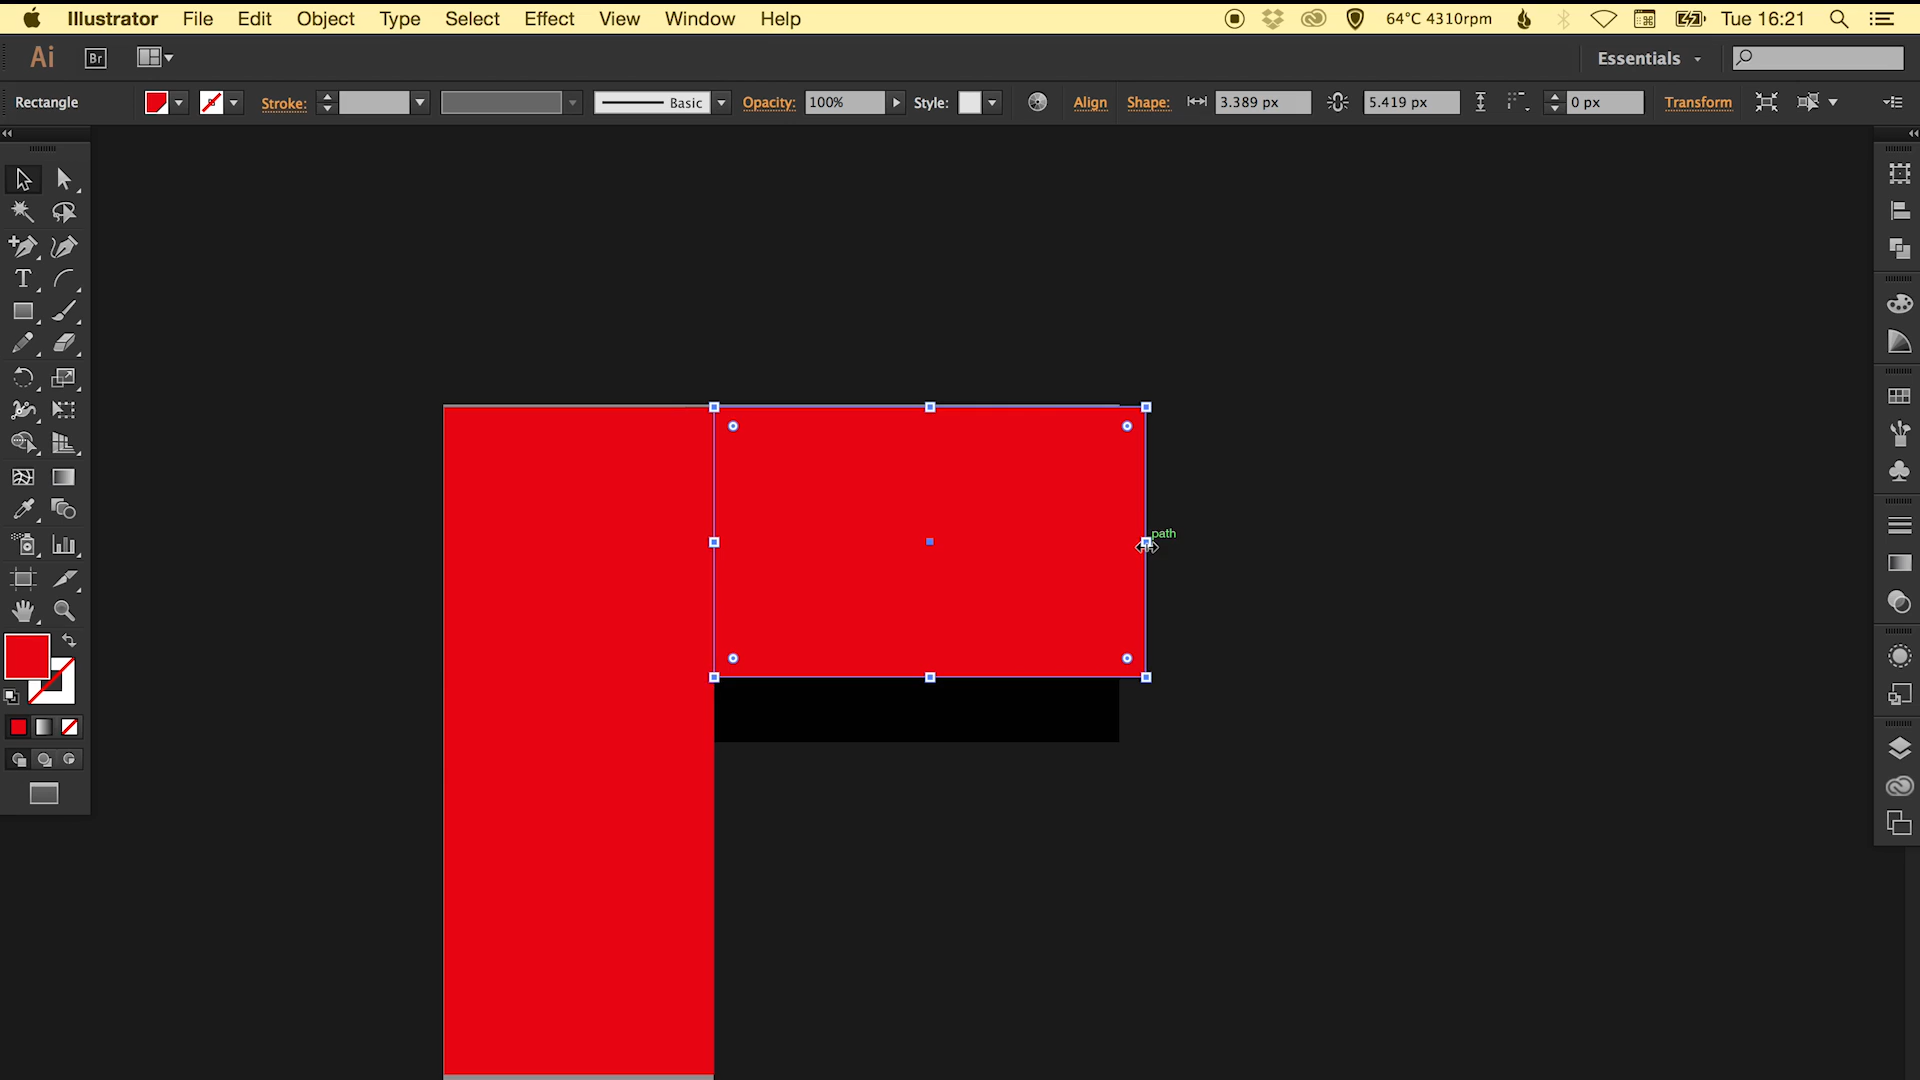 Illustrator File Edit Object Type Select Effect View Window Help 64°C 4310rpm Tue 16:21
Ai Br Essentials
Rectangle Stroke: Basic Opacity: 100% Style: Align Shape: 3.389 px 5.419 px 0 px Transform
T
path